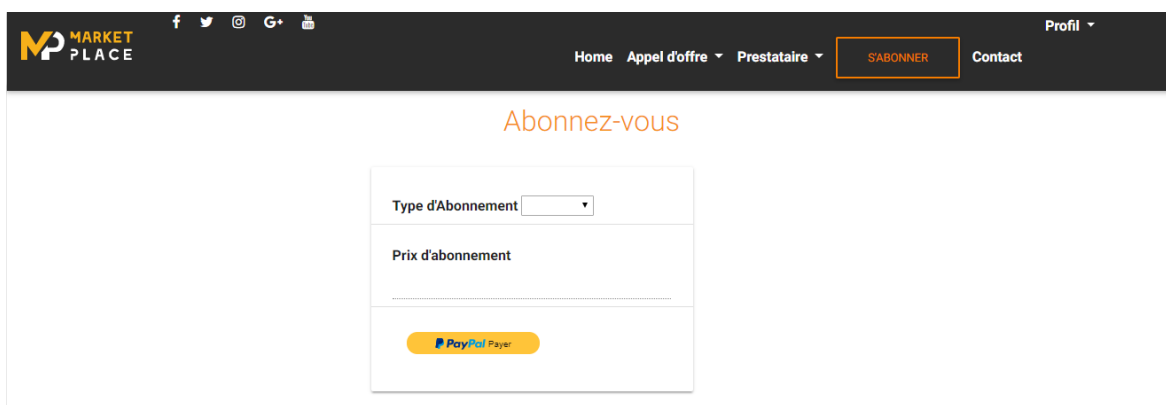 MARKET
PLACE
Profil
Home Appel d'offre Prestataire S'ABONNER Contact
Abonnez-vous
Type d'Abonnement
Prix d'abonnement
PayPal Payer